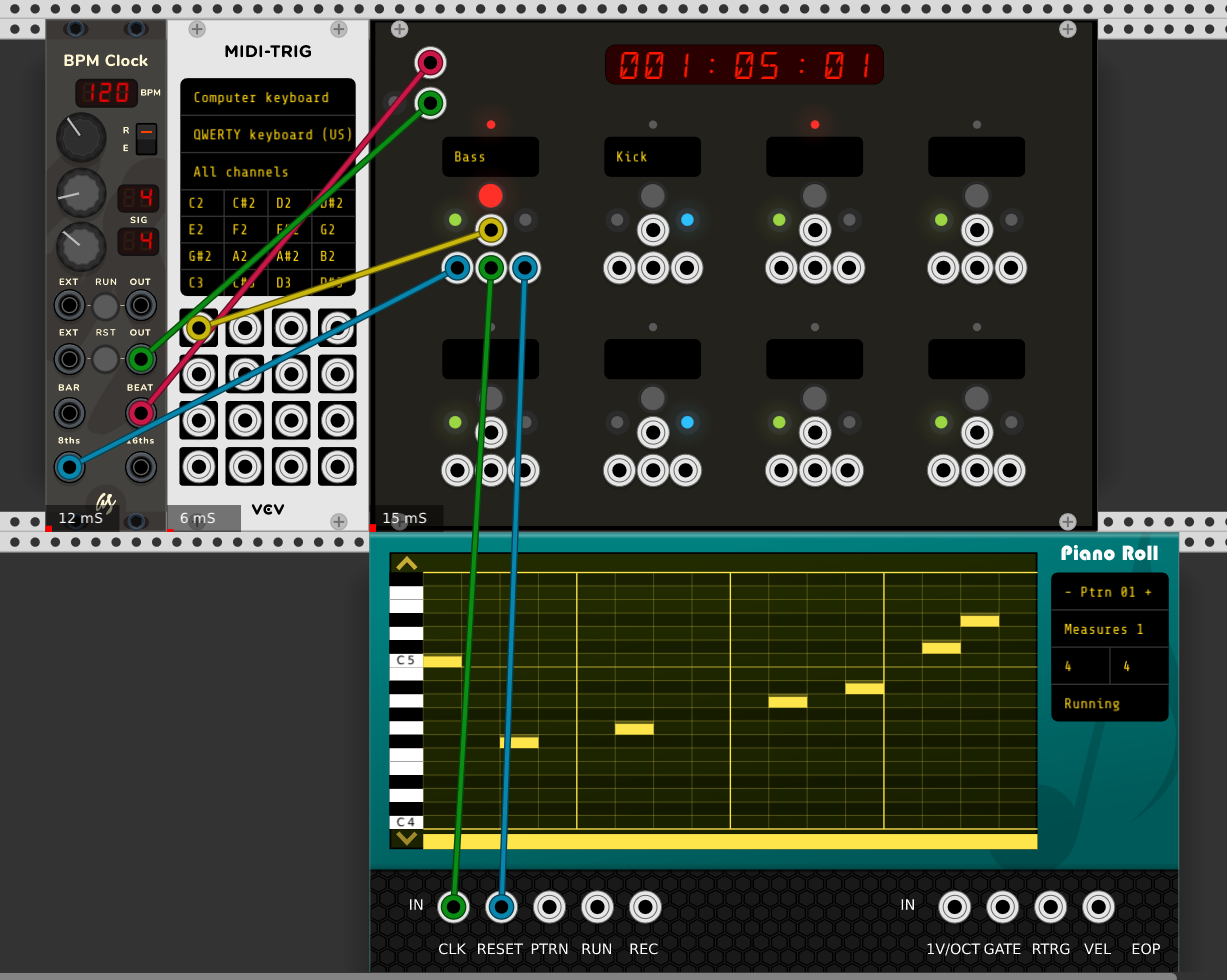 BPM Clock
120 BPM
R
E
4
SIG
4
EXT RUN OUT
EXT RST OUT
BAR BEAT
8ths 16ths
12 mS
MIDI-TRIG
Computer keyboard
QWERTY keyboard (US)
All channels
C2 C#2 D2 D#2
E2 F2 F#2 G2
G#2 A2 A#2 B2
C3 C#3 D3 D#3
VCV
6 mS
001:05:01
Bass Kick
15 mS
Piano Roll
- Ptrn 01 +
Measures 1
4 4
Running
C5
C4
IN
CLK RESET PTRN RUN REC
IN
1V/OCT GATE RTRG VEL EOP